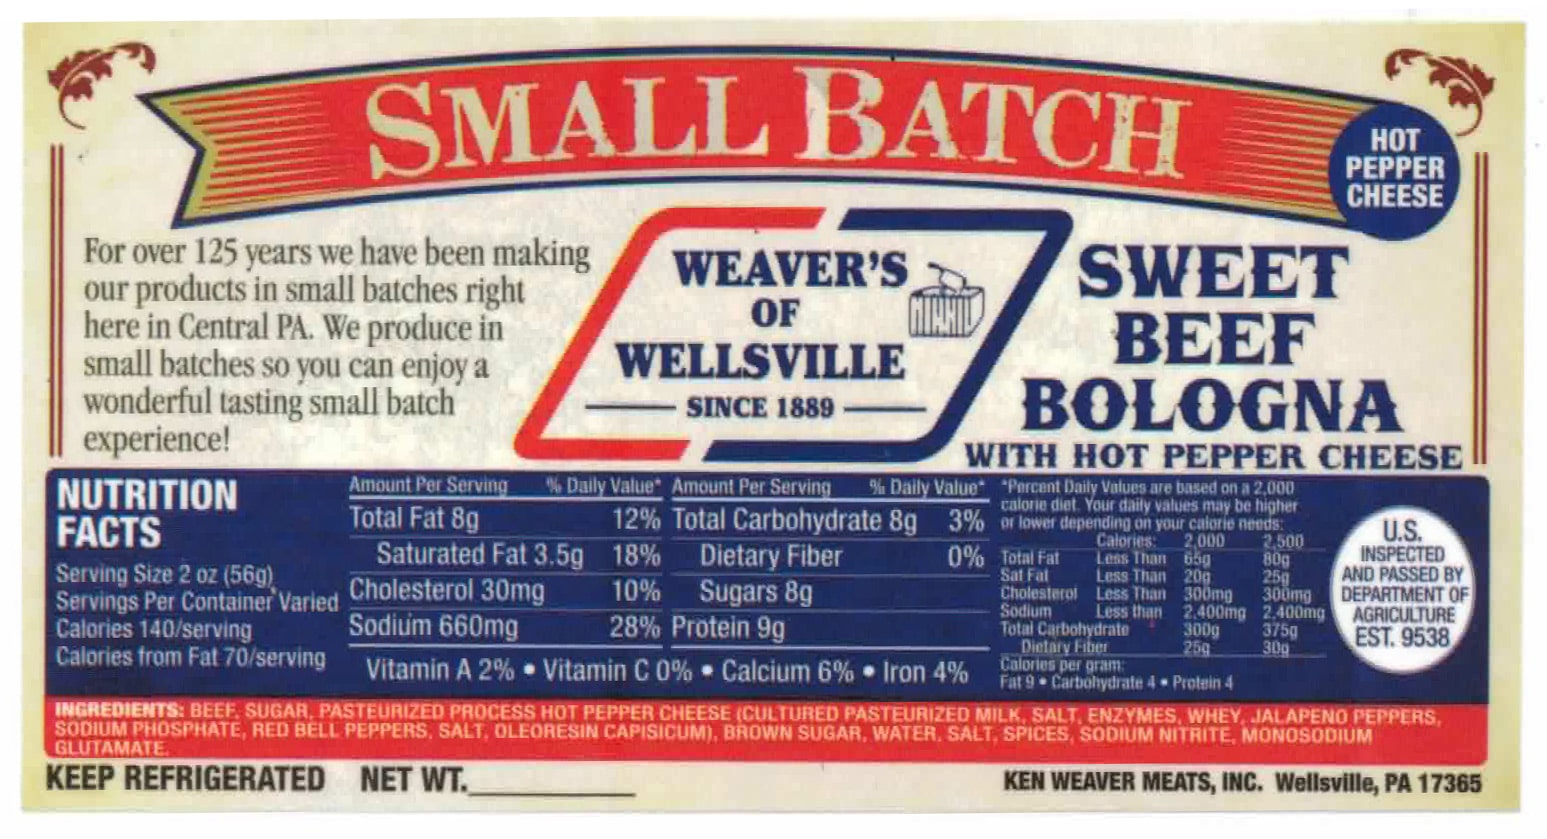 SMALL BATCH
HOT
PEPPER
CHEESE
For over 125 years we have been making
our products in small batches right
here in Central PA. We produce in
small batches so you can enjoy a
wonderful tasting small batch
experience!
WEAVER'S
OF
WELLSVILLE
SINCE 1889
SWEET
BEEF
BOLOGNA
WITH HOT PEPPER CHEESE
NUTRITION
FACTS
Serving Size 2 oz (56g)
Servings Per Container Varied
Calories 140/serving
Calories from Fat 70/serving
Amount Per Serving % Daily Value*
Total Fat 8g 12%
Saturated Fat 3.5g 18%
Cholesterol 30mg 10%
Sodium 660mg 28%
Amount Per Serving % Daily Value*
Total Carbohydrate 8g 3%
Dietary Fiber 0%
Sugars 8g
Protein 9g
Vitamin A 2% • Vitamin C 0% • Calcium 6% • Iron 4%
*Percent Daily Values are based on a 2,000
calorie diet. Your daily values may be higher
or lower depending on your calorie needs:
Calories: 2,000 2,500
Total Fat Less Than 65g 80g
Sat Fat Less Than 20g 25g
Cholesterol Less Than 300mg 300mg
Sodium Less than 2,400mg 2,400mg
Total Carbohydrate 300g 375g
Dietary Fiber 25g 30g
Calories per gram:
Fat 9 • Carbohydrate 4 • Protein 4
U.S.
INSPECTED
AND PASSED BY
DEPARTMENT OF
AGRICULTURE
EST. 9538
INGREDIENTS: BEEF, SUGAR, PASTEURIZED PROCESS HOT PEPPER CHEESE (CULTURED PASTEURIZED MILK, SALT, ENZYMES, WHEY, JALAPENO PEPPERS,
SODIUM PHOSPHATE, RED BELL PEPPERS, SALT, OLEORESIN CAPISICUM), BROWN SUGAR, WATER, SALT, SPICES, SODIUM NITRITE, MONOSODIUM
GLUTAMATE.
KEEP REFRIGERATED NET WT.
KEN WEAVER MEATS, INC. Wellsville, PA 17365